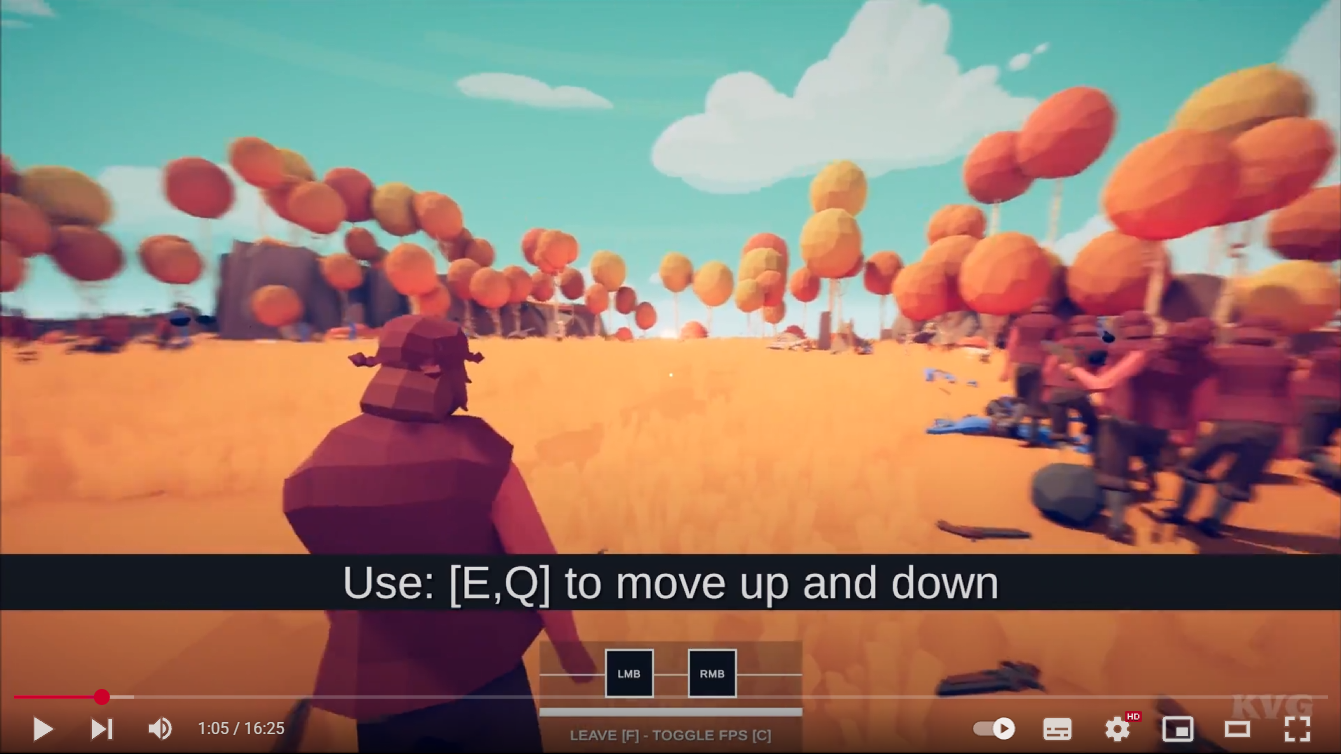 Use: [E,Q] to move up and down
LMB RMB
KVG
1:05 / 16:25
HD
LEAVE [F] - TOGGLE FPS [C]